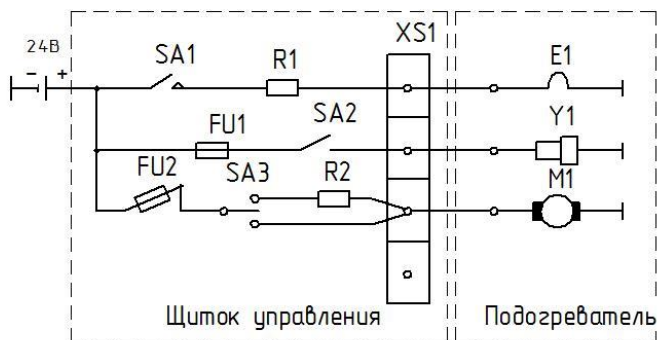 24В
- +
SA1
R1
XS1
E1
FU1
SA2
Y1
FU2
SA3
R2
M1
Щиток управления
Подогреватель